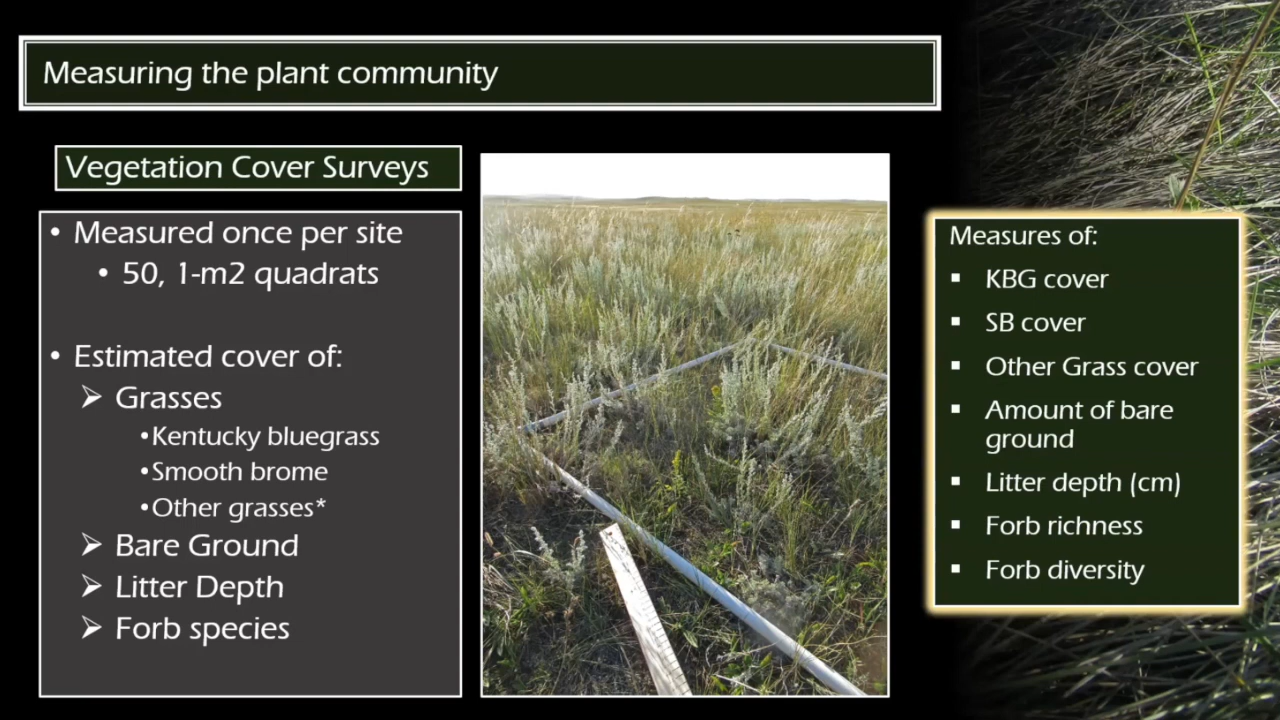 Measuring the plant community
Vegetation Cover Surveys
• Measured once per site
• 50, 1-m2 quadrats
• Estimated cover of:
➢ Grasses
•Kentucky bluegrass
•Smooth brome
•Other grasses*
➢ Bare Ground
➢ Litter Depth
➢ Forb species
Measures of:
▪ KBG cover
▪ SB cover
▪ Other Grass cover
▪ Amount of bare
ground
▪ Litter depth (cm)
▪ Forb richness
▪ Forb diversity